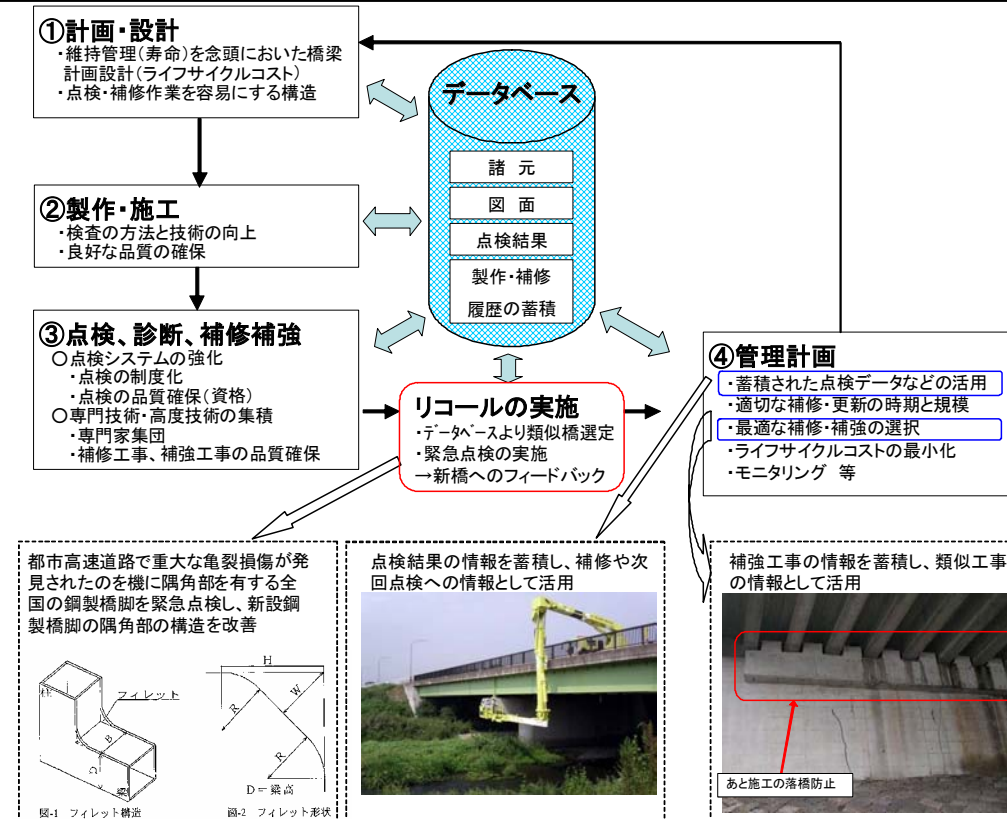 ①計画・設計
・維持管理(寿命)を念頭においた橋梁
計画設計(ライフサイクルコスト)
・点検・補修作業を容易にする構造
データベース
諸 元
図 面
点検結果
製作・補修
履歴の蓄積
②製作・施工
・検査の方法と技術の向上
・良好な品質の確保
③点検、診断、補修補強
○点検システムの強化
・点検の制度化
・点検の品質確保(資格)
○専門技術・高度技術の集積
・専門家集団
・補修工事、補強工事の品質確保
リコールの実施
・データベースより類似橋選定
・緊急点検の実施
→新橋へのフィードバック
④管理計画
・蓄積された点検データなどの活用
・適切な補修・更新の時期と規模
・最適な補修・補強の選択
・ライフサイクルコストの最小化
・モニタリング 等
都市高速道路で重大な亀裂損傷が発
見されたのを機に隅角部を有する全
国の鋼製橋脚を緊急点検し、新設鋼
製橋脚の隅角部の構造を改善
柱
フィレット
B
D
梁
図-1 フィレット構造
H
W
R
R
D=梁高
図-2 フィレット形状
点検結果の情報を蓄積し、補修や次
回点検への情報として活用
補強工事の情報を蓄積し、類似工事
の情報として活用
あと施工の落橋防止